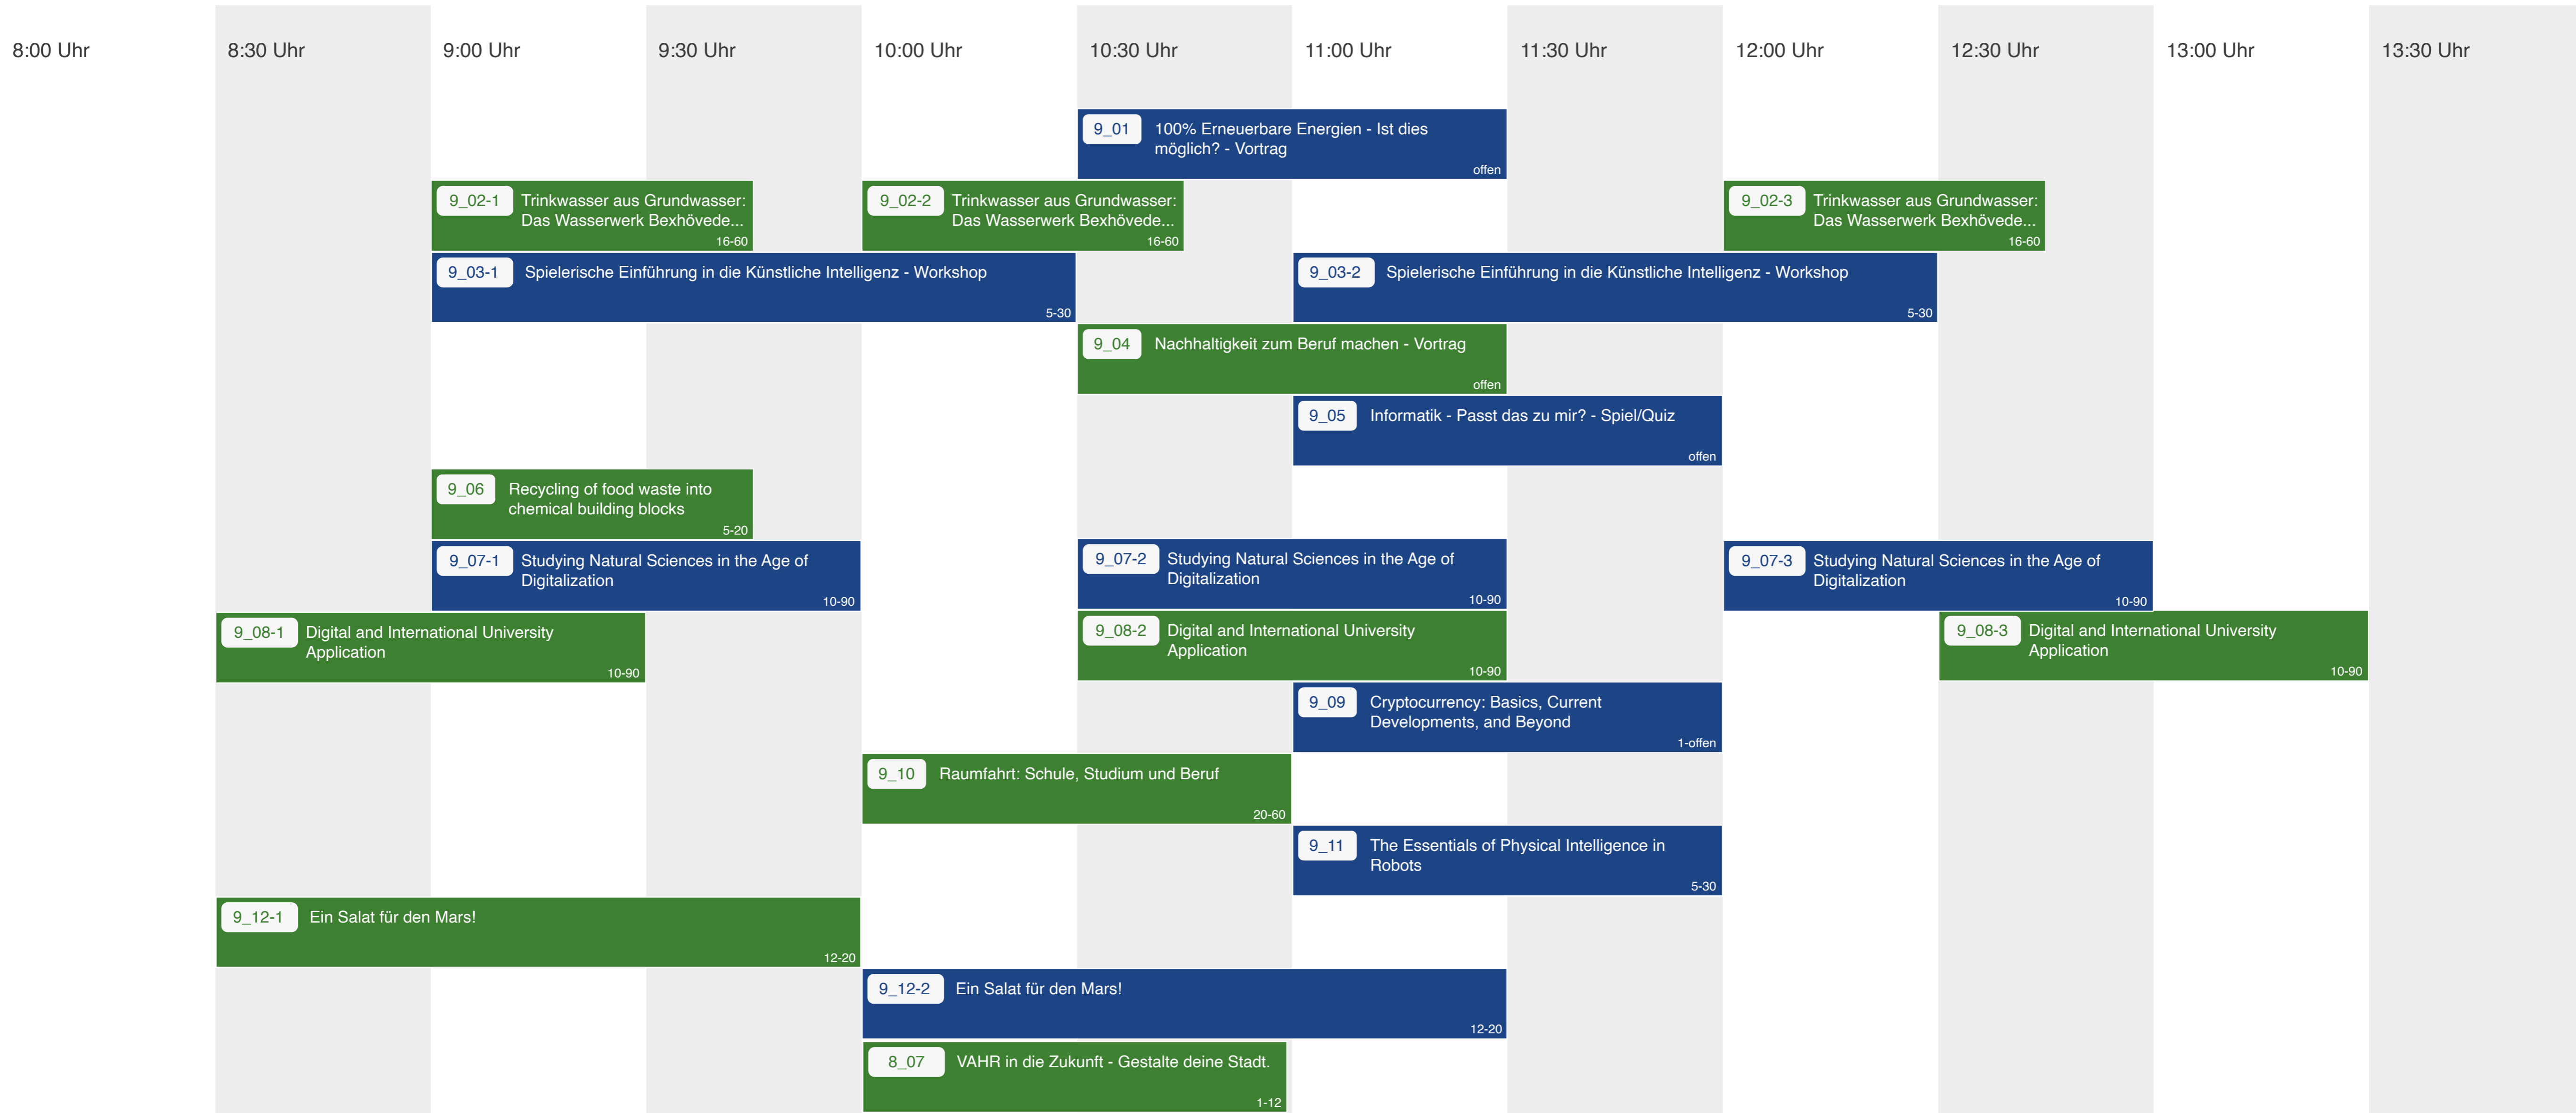 8:00 Uhr
8:30 Uhr
9:00 Uhr
9:30 Uhr
10:00 Uhr
10:30 Uhr
11:00 Uhr
11:30 Uhr
12:00 Uhr
12:30 Uhr
13:00 Uhr
13:30 Uhr
9_01
100% Erneuerbare Energien - Ist dies
möglich? - Vortrag
offen
9_02-1
Trinkwasser aus Grundwasser:
Das Wasserwerk Bexhövede...
16-60
9_02-2
Trinkwasser aus Grundwasser:
Das Wasserwerk Bexhövede...
16-60
9_02-3
Trinkwasser aus Grundwasser:
Das Wasserwerk Bexhövede...
16-60
9_03-1
Spielerische Einführung in die Künstliche Intelligenz - Workshop
5-30
9_03-2
Spielerische Einführung in die Künstliche Intelligenz - Workshop
5-30
9_04
Nachhaltigkeit zum Beruf machen - Vortrag
offen
9_05
Informatik - Passt das zu mir? - Spiel/Quiz
offen
9_06
Recycling of food waste into
chemical building blocks
5-20
9_07-1
Studying Natural Sciences in the Age of
Digitalization
10-90
9_07-2
Studying Natural Sciences in the Age of
Digitalization
10-90
9_07-3
Studying Natural Sciences in the Age of
Digitalization
10-90
9_08-1
Digital and International University
Application
10-90
9_08-2
Digital and International University
Application
10-90
9_08-3
Digital and International University
Application
10-90
9_09
Cryptocurrency: Basics, Current
Developments, and Beyond
1-offen
9_10
Raumfahrt: Schule, Studium und Beruf
20-60
9_11
The Essentials of Physical Intelligence in
Robots
5-30
9_12-1
Ein Salat für den Mars!
12-20
9_12-2
Ein Salat für den Mars!
12-20
8_07
VAHR in die Zukunft - Gestalte deine Stadt.
1-12